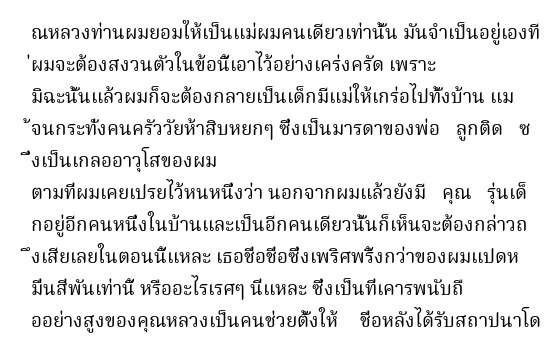 ณหลวงท่านผมยอมให้เป็นแม่ผมคนเดียวเท่านั้น มันจำเป็นอยู่เองที
่ผมจะต้องสงวนตัวในข้อนี้เอาไว้อย่างเคร่งครัด เพราะ
มิฉะนั้นแล้วผมก็จะต้องกลายเป็นเด็กมีแม่ให้เกร่อไปทั้งบ้าน แม
้จนกระทั่งคนครัววัยห้าสิบหยกๆ ซึ่งเป็นมารดาของพ่อ ลูกติด ซ
ึ่งเป็นเกลออาวุโสของผม
ตามที่ผมเคยเปรยไว้หนหนึ่งว่า นอกจากผมแล้วยังมี คุณ รุ่นเด็
กอยู่อีกคนหนึ่งในบ้านและเป็นอีกคนเดียวนั้นก็เห็นจะต้องกล่าวถ
ึงเสียเลยในตอนนี้แหละ เธอชื่อชื่อซึ่งเพริศพริ้งกว่าของผมแปดห
มื่นสี่พันเท่านี้ หรืออะไรเรศๆ นี่แหละ ซึ่งเป็นที่เคารพนับถื
ออย่างสูงของคุณหลวงเป็นคนช่วยตั้งให้ ชื่อหลังได้รับสถาปนาโด